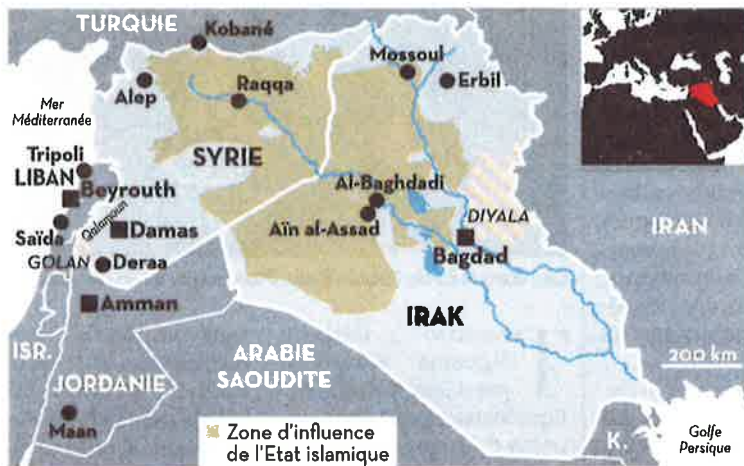 TURQUIE
Kobané
Mossoul
Alep
Raqqa
Erbil
Mer
Méditerranée
SYRIE
Tripoli
LIBAN
Beyrouth
Al-Baghdadi
DIYALA
IRAN
Qalamoun
Saïda
Damas
Aïn al-Assad
GOLAN
Deraa
Bagdad
Amman
IRAK
ISR.
ARABIE
SAOUDITE
200 km
JORDANIE
Maan
Zone d'influence
de l'Etat islamique
K.
Golfe
Persique